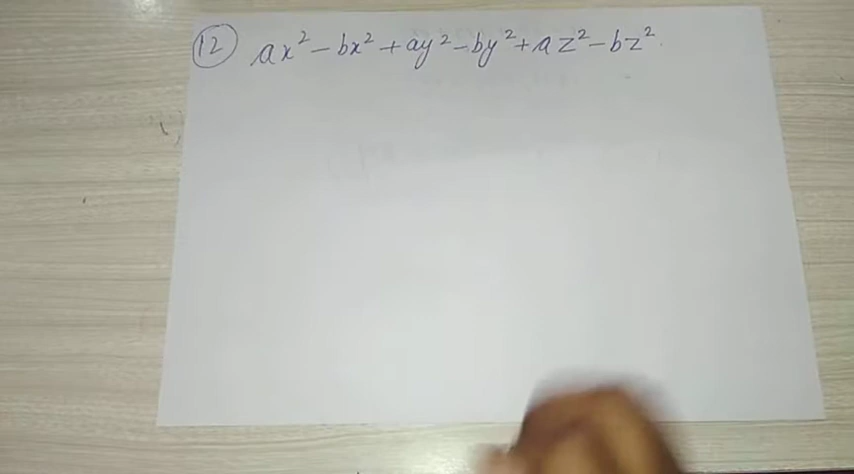 12 ax² - bx² + ay² - by² + az² - bz²